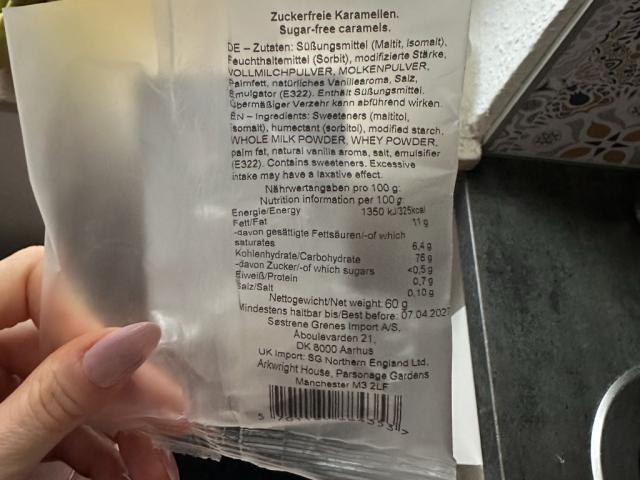 Zuckerfreie Karamellen.
Sugar-free caramels.
DE – Zutaten: Süßungsmittel (Maltit, Isomalt),
Feuchthaltemittel (Sorbit), modifizierte Stärke,
VOLLMILCHPULVER, MOLKENPULVER,
Palmfett, natürliches Vanillearoma, Salz,
Emulgator (E322). Enthält Süßungsmittel.
Übermäßiger Verzehr kann abführend wirken.
EN – Ingredients: Sweeteners (maltitol,
isomalt), humectant (sorbitol), modified starch,
WHOLE MILK POWDER, WHEY POWDER,
palm fat, natural vanilla aroma, salt, emulsifier
(E322). Contains sweeteners. Excessive
intake may have a laxative effect.
Nährwertangaben pro 100 g:
Nutrition information per 100 g:
Energie/Energy 1350 kJ/325kcal
Fett/Fat 11 g
-davon gesättigte Fettsäuren/-of which
saturates 6,4 g
Kohlenhydrate/Carbohydrate 76 g
-davon Zucker/-of which sugars <0,5 g
Eiweiß/Protein 0,7 g
Salz/Salt 0,10 g
Nettogewicht/Net weight: 60 g
Mindestens haltbar bis/Best before: 07.04.202
Søstrene Grenes Import A/S.
Åboulevarden 21,
DK 8000 Aarhus
UK Import: SG Northern England Ltd.
Arkwright House, Parsonage Gardens
Manchester M3 2LF